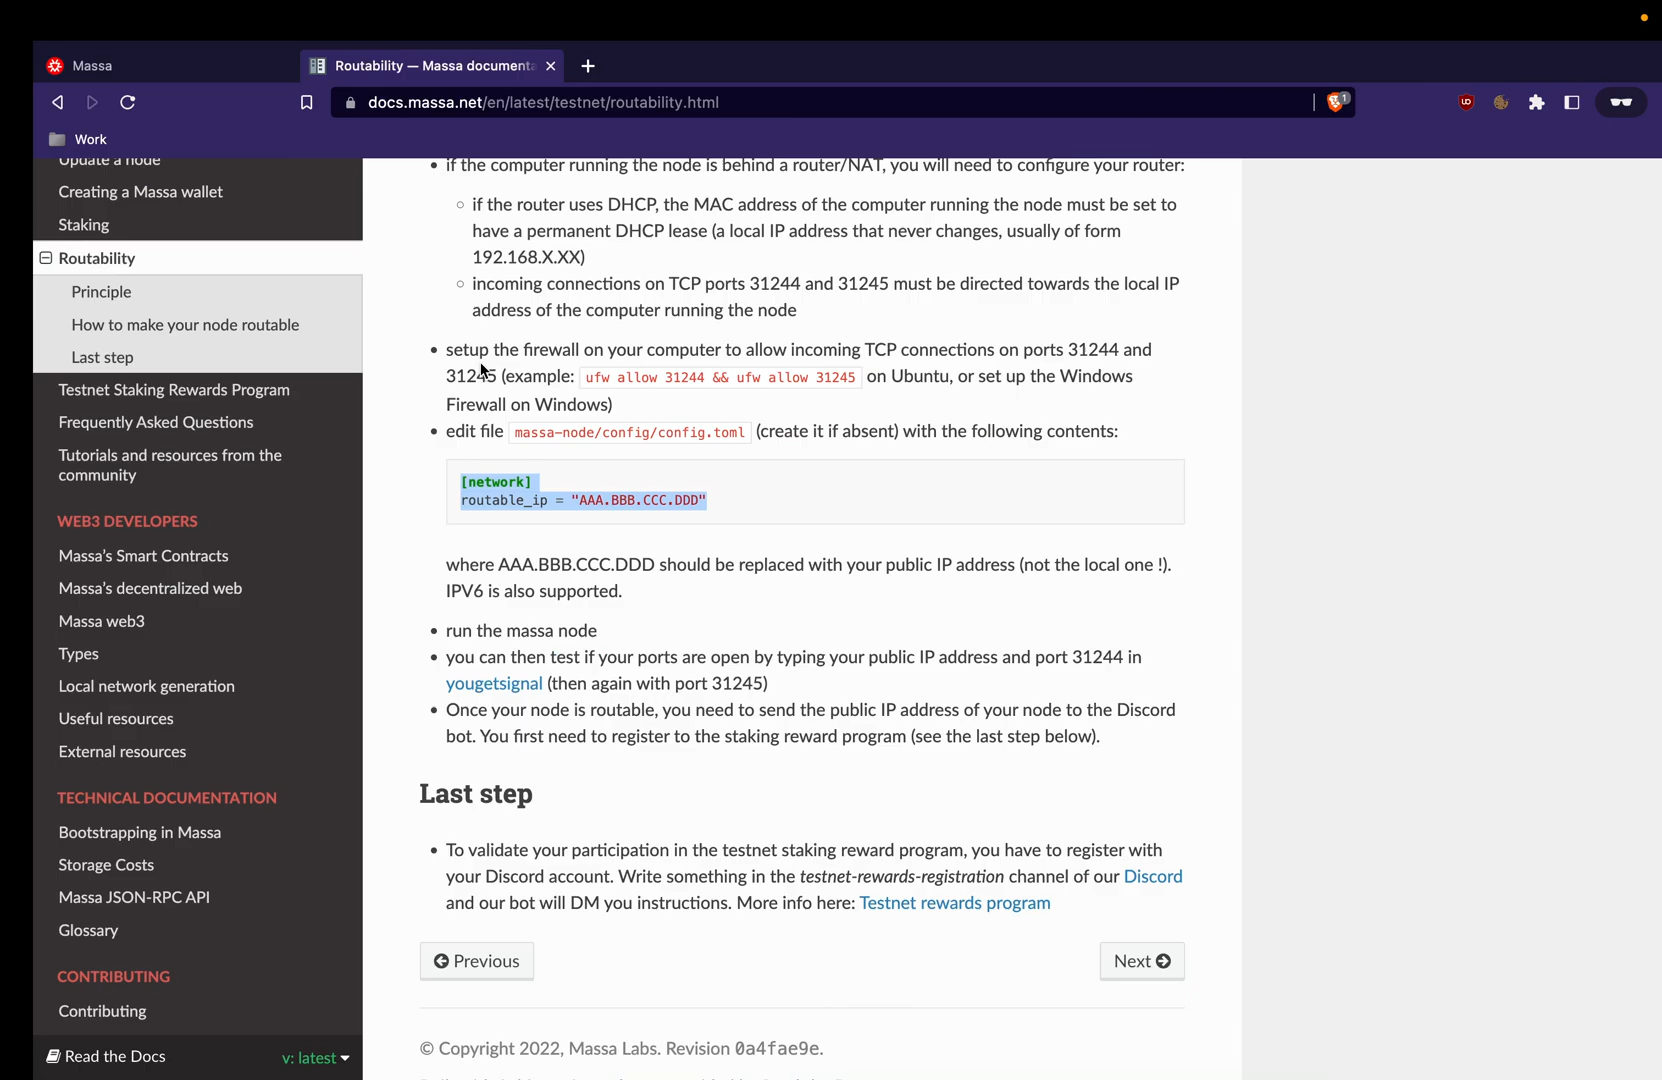 Massa
Routability — Massa documenta
docs.massa.net/en/latest/testnet/routability.html
1
Work
Update a node
Creating a Massa wallet
Staking
Routability
Principle
How to make your node routable
Last step
Testnet Staking Rewards Program
Frequently Asked Questions
Tutorials and resources from the
community
WEB3 DEVELOPERS
Massa's Smart Contracts
Massa's decentralized web
Massa web3
Types
Local network generation
Useful resources
External resources
TECHNICAL DOCUMENTATION
Bootstrapping in Massa
Storage Costs
Massa JSON-RPC API
Glossary
CONTRIBUTING
Contributing
Read the Docs
v: latest
if the computer running the node is behind a router/NAT, you will need to configure your router:
if the router uses DHCP, the MAC address of the computer running the node must be set to
have a permanent DHCP lease (a local IP address that never changes, usually of form
192.168.X.XX)
incoming connections on TCP ports 31244 and 31245 must be directed towards the local IP
address of the computer running the node
setup the firewall on your computer to allow incoming TCP connections on ports 31244 and
31245 (example: ufw allow 31244 && ufw allow 31245 on Ubuntu, or set up the Windows
Firewall on Windows)
edit file massa-node/config/config.toml (create it if absent) with the following contents:
[network]
routable_ip = "AAA.BBB.CCC.DDD"
where AAA.BBB.CCC.DDD should be replaced with your public IP address (not the local one !).
IPV6 is also supported.
run the massa node
you can then test if your ports are open by typing your public IP address and port 31244 in
yougetsignal (then again with port 31245)
Once your node is routable, you need to send the public IP address of your node to the Discord
bot. You first need to register to the staking reward program (see the last step below).
Last step
To validate your participation in the testnet staking reward program, you have to register with
your Discord account. Write something in the testnet-rewards-registration channel of our Discord
and our bot will DM you instructions. More info here: Testnet rewards program
Previous
Next
© Copyright 2022, Massa Labs. Revision 0a4fae9e.